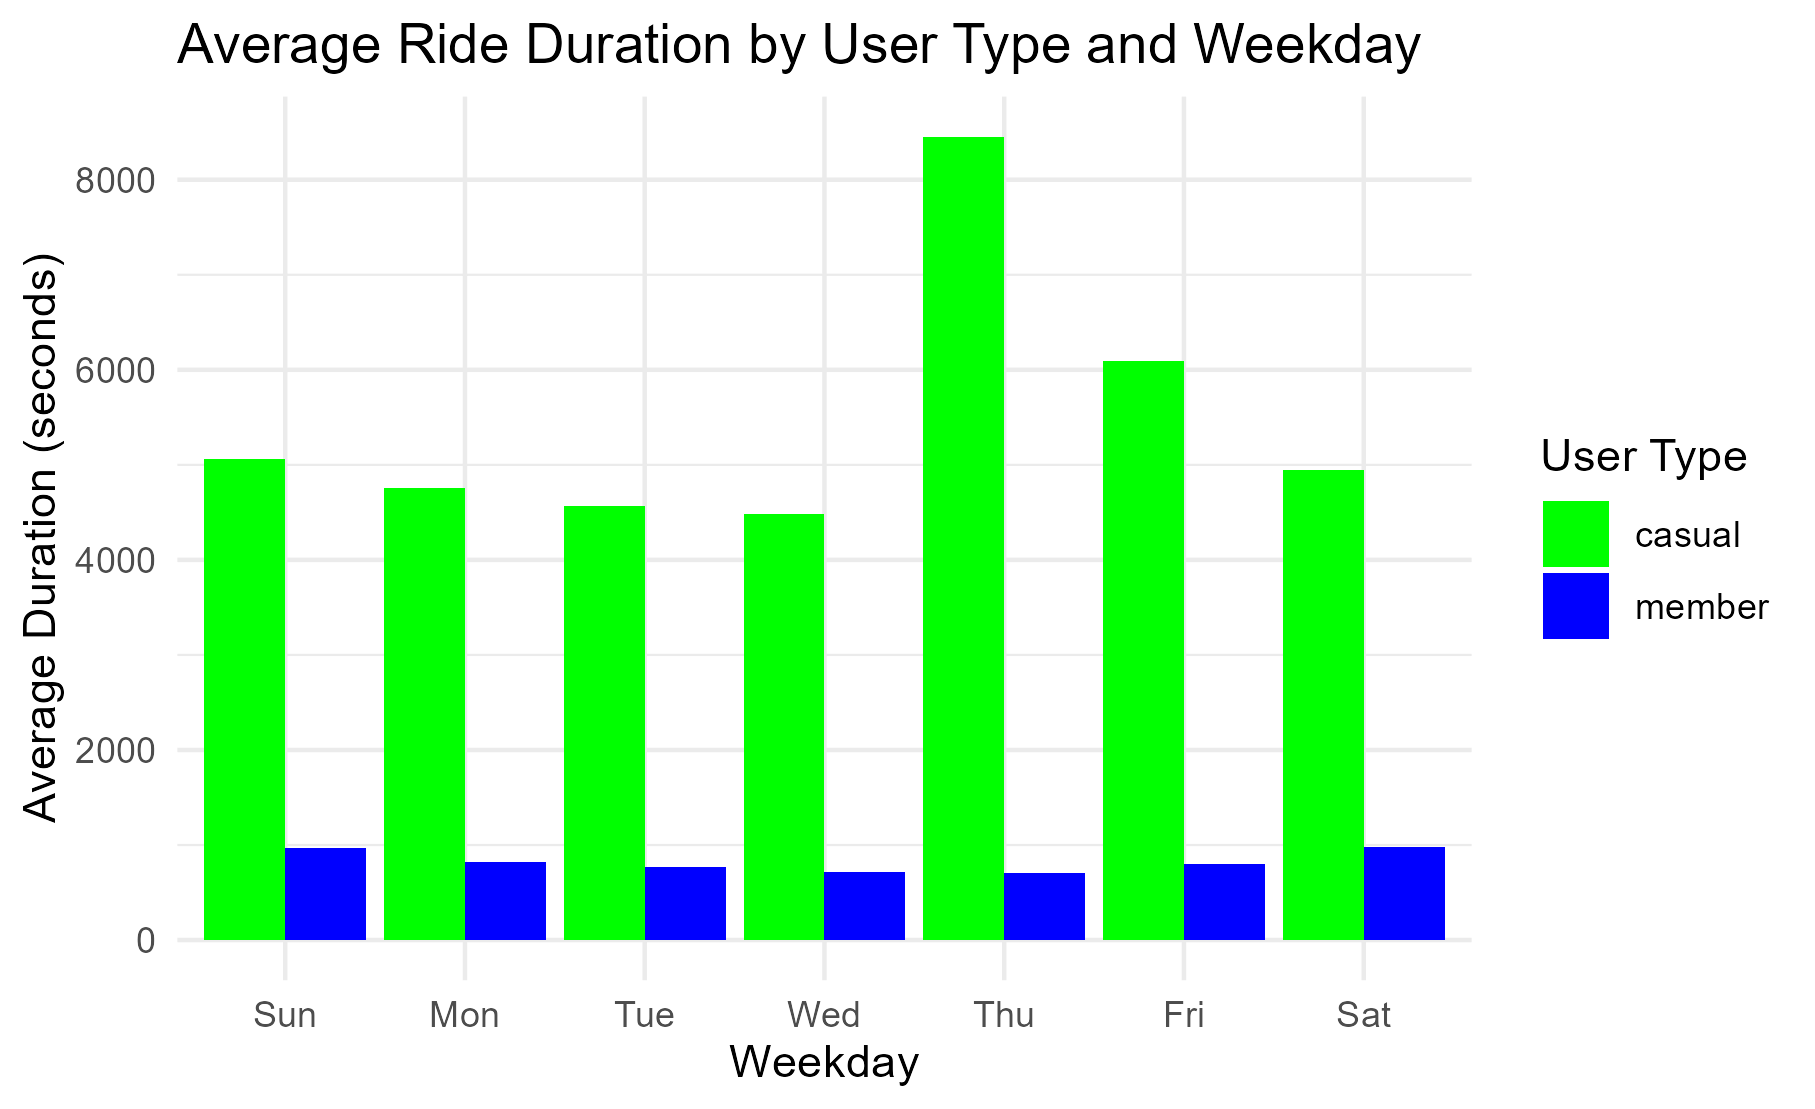 Average Ride Duration by User Type and Weekday
Average Duration (seconds)
8000
6000
4000
2000
0
Sun Mon Tue Wed Thu Fri Sat
Weekday
User Type
casual
member